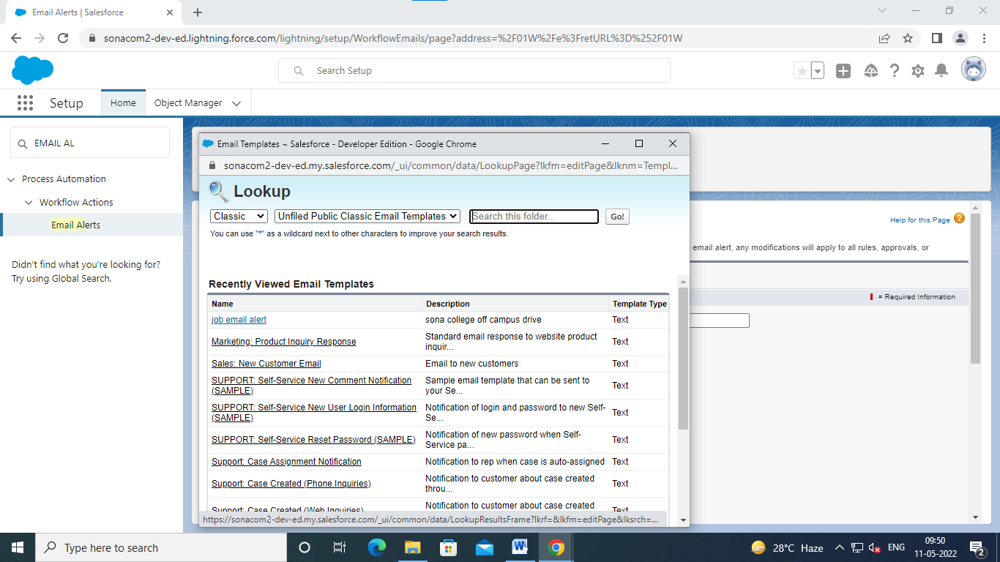 Email Alerts | Salesforce
sonacom2-dev-ed.lightning.force.com/lightning/setup/WorkflowEmails/page?address=%2F01W%2Fe%3FretURL%3D%252F01W
Search Setup
Setup
Home
Object Manager
EMAIL AL
Process Automation
Workflow Actions
Email Alerts
Didn't find what you're looking for?
Try using Global Search.
Email Templates ~ Salesforce - Developer Edition - Google Chrome
sonacom2-dev-ed.my.salesforce.com/_ui/common/data/LookupPage?lkfm=editPage&lknm=Templ...
Lookup
Classic Unfiled Public Classic Email Templates Search this folder... Go!
You can use "*" as a wildcard next to other characters to improve your search results.
Recently Viewed Email Templates
Name Description Template Type
job email alert sona college off campus drive Text
Marketing: Product Inquiry Response Standard email response to website product inquir... Text
Sales: New Customer Email Email to new customers Text
SUPPORT: Self-Service New Comment Notification (SAMPLE) Sample email template that can be sent to your Se... Text
SUPPORT: Self-Service New User Login Information (SAMPLE) Notification of login and password to new Self-Se... Text
SUPPORT: Self-Service Reset Password (SAMPLE) Notification of new password when Self-Service pa... Text
Support: Case Assignment Notification Notification to rep when case is auto-assigned Text
Support: Case Created (Phone Inquiries) Notification to customer about case created throu... Text
Support: Case Created (Web Inquiries) Notification to customer about case created Text
https://sonacom2-dev-ed.my.salesforce.com/_ui/common/data/LookupResultsFrame?lkrf=&lkfm=editPage&lksrch=...
Help for this Page ?
email alert, any modifications will apply to all rules, approvals, or
= Required Information
Type here to search
28°C Haze
ENG
09:50
11-05-2022
2